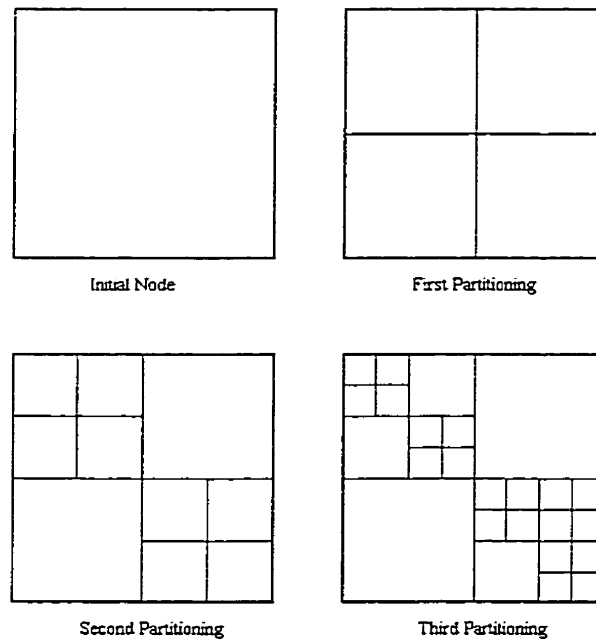 Initial Node
First Partitioning
Second Partitioning
Third Partitioning